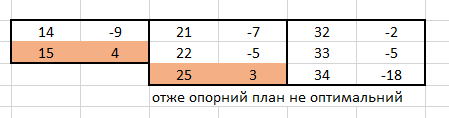 14 -9 21 -7 32 -2
15 4 22 -5 33 -5
25 3 34 -18
отже опорний план не оптимальний